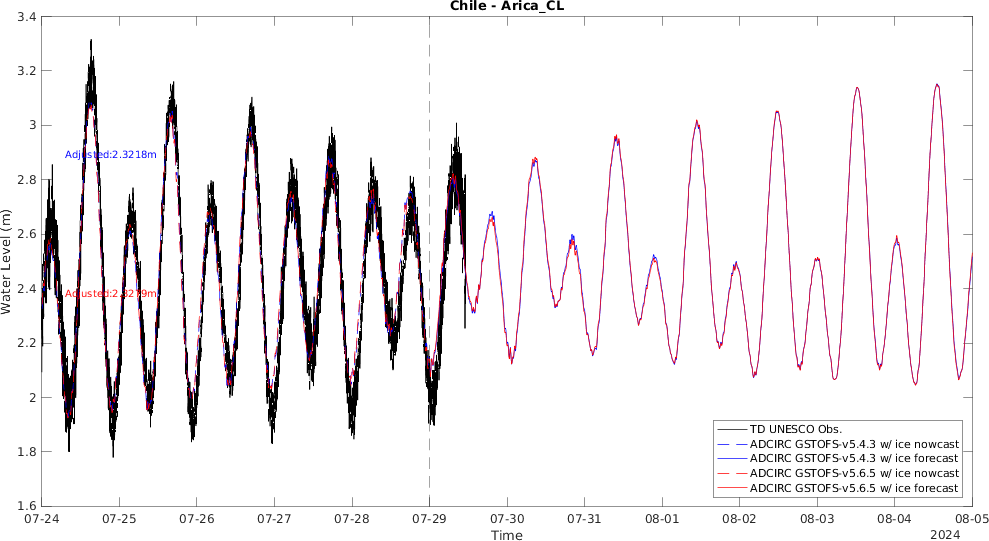 Chile - Arica_CL
3.4
3.2
3
2.8
2.6
2.4
2.2
2
1.8
1.6
Water Level (m)
Adjusted:2.3218m
TD UNESCO Obs.
ADCIRC GSTOFS-v5.4.3 w/ ice nowcast
ADCIRC GSTOFS-v5.4.3 w/ ice forecast
ADCIRC GSTOFS-v5.6.5 w/ ice nowcast
ADCIRC GSTOFS-v5.6.5 w/ ice forecast
07-24 07-25 07-26 07-27 07-28 07-29 07-30 07-31 08-01 08-02 08-03 08-04 08-05
Time
2024